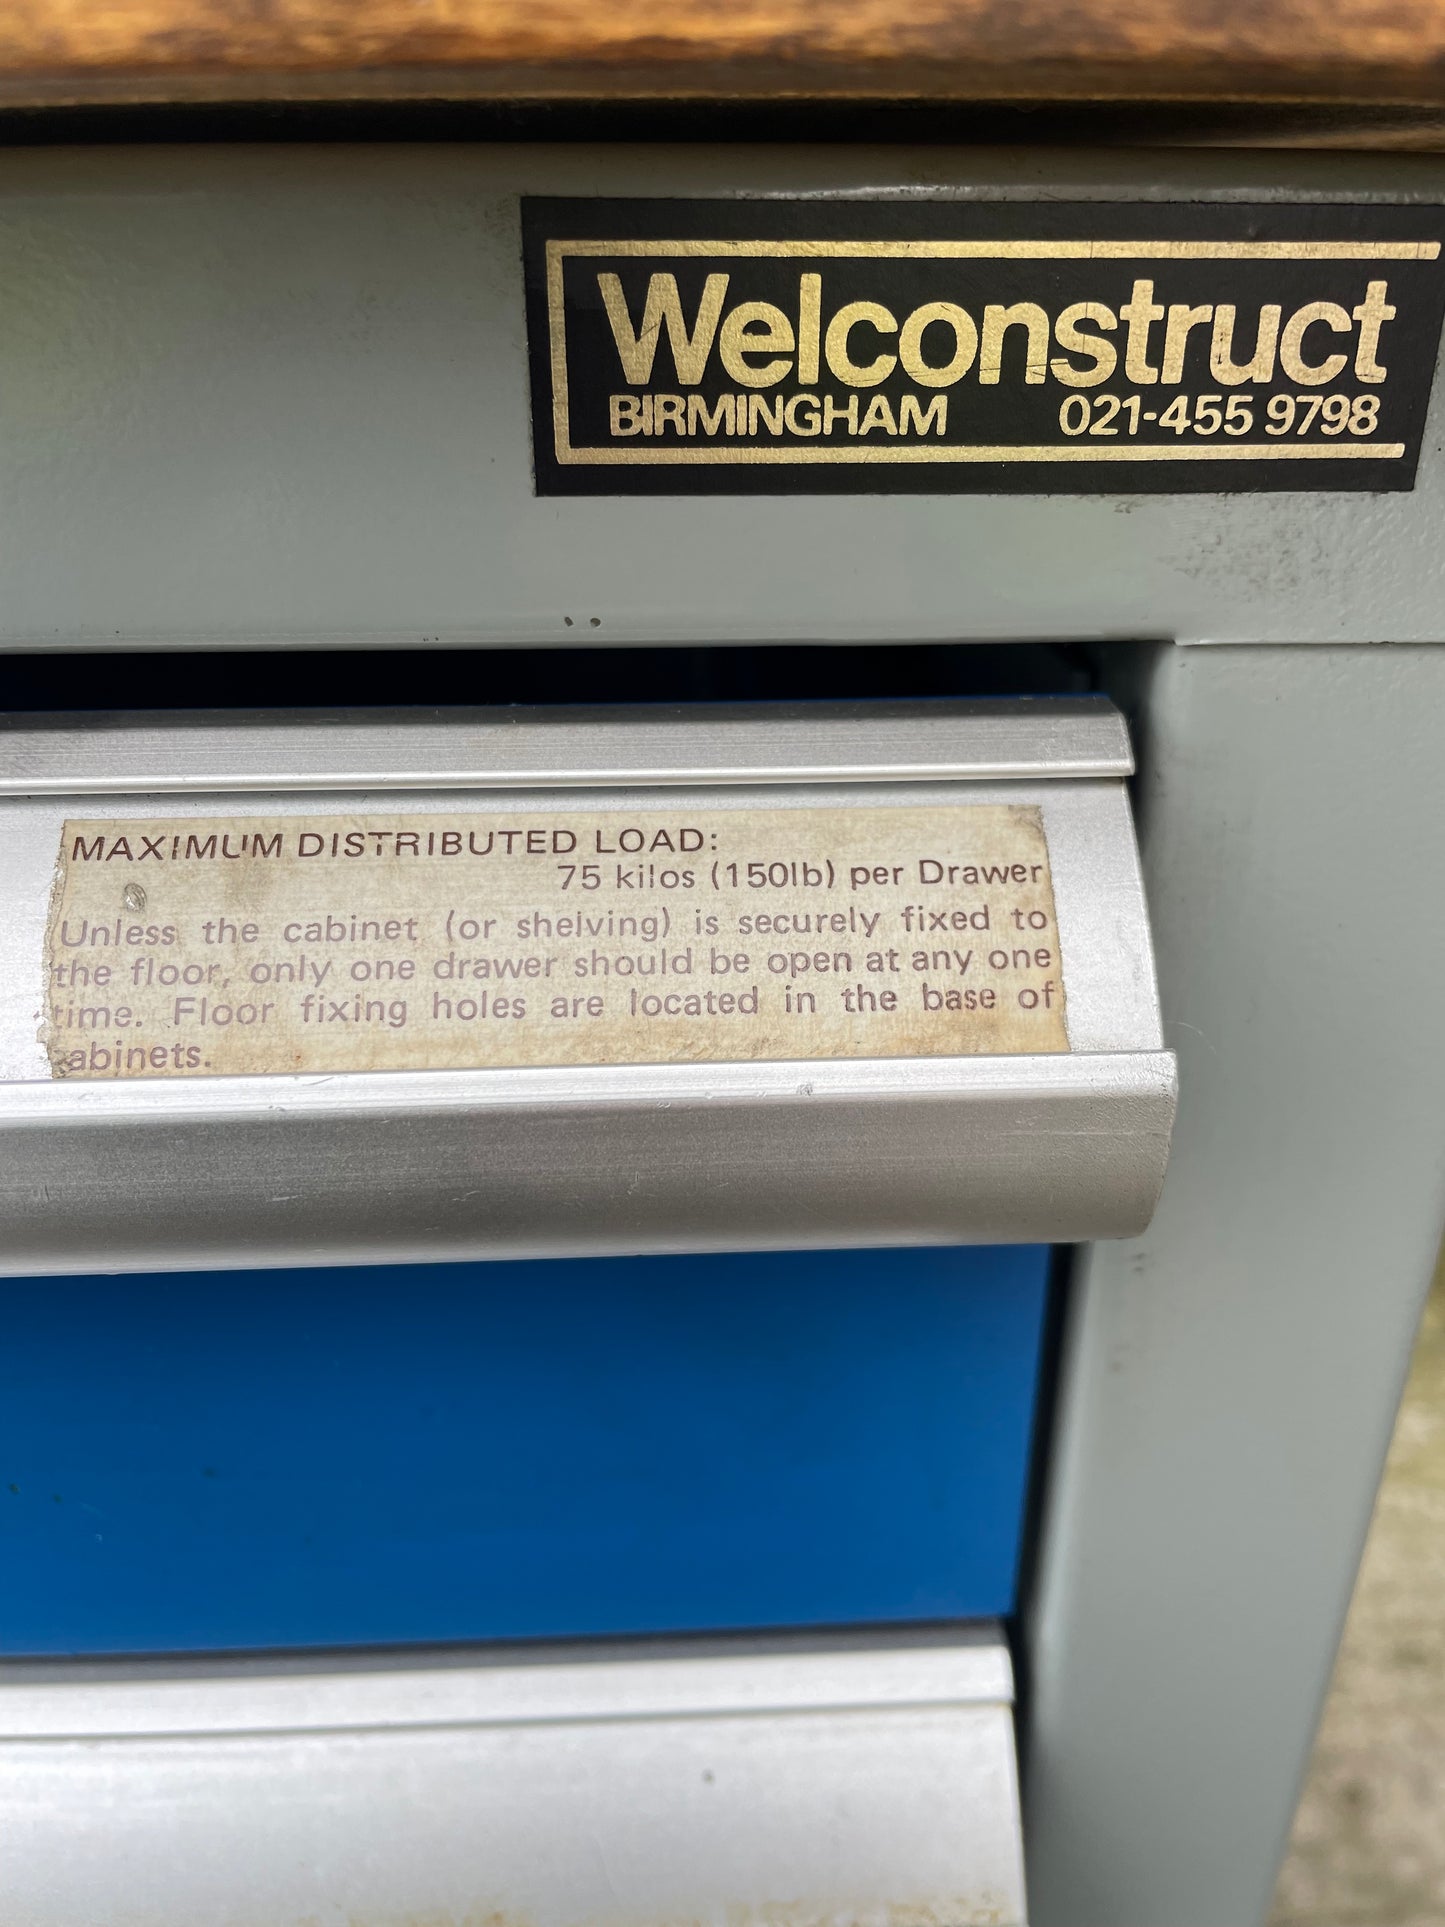 Welconstruct
BIRMINGHAM 021-455 9798
MAXIMUM DISTRIBUTED LOAD:
75 kilos (150lb) per Drawer
Unless the cabinet (or shelving) is securely fixed to
the floor, only one drawer should be open at any one
time. Floor fixing holes are located in the base of
cabinets.